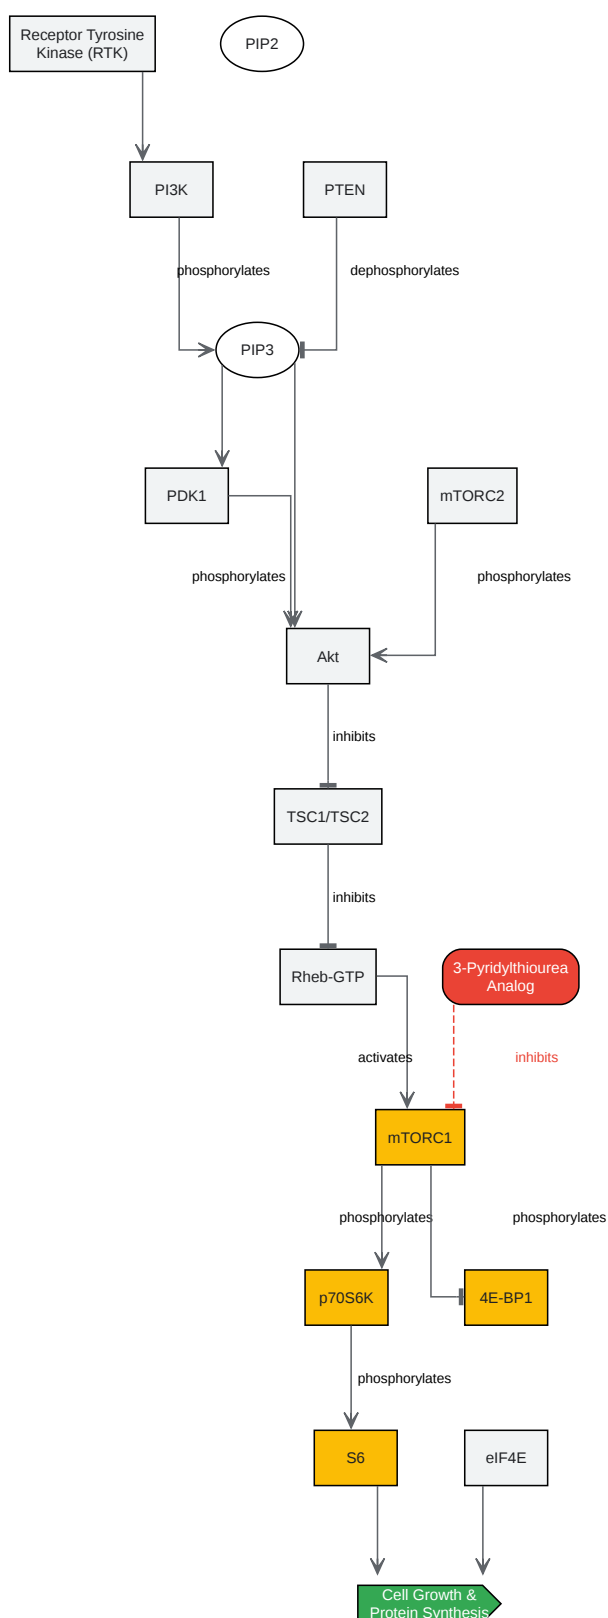 Receptor Tyrosine
Kinase (RTK)
PIP2
PI3K
PTEN
phosphorylates
dephosphorylates
PIP3
PDK1
mTORC2
phosphorylates
phosphorylates
Akt
inhibits
TSC1/TSC2
inhibits
Rheb-GTP
3-Pyridylthiourea
Analog
activates
inhibits
mTORC1
phosphorylates
phosphorylates
p70S6K
4E-BP1
phosphorylates
S6
eIF4E
Cell Growth &
Protein Synthesis